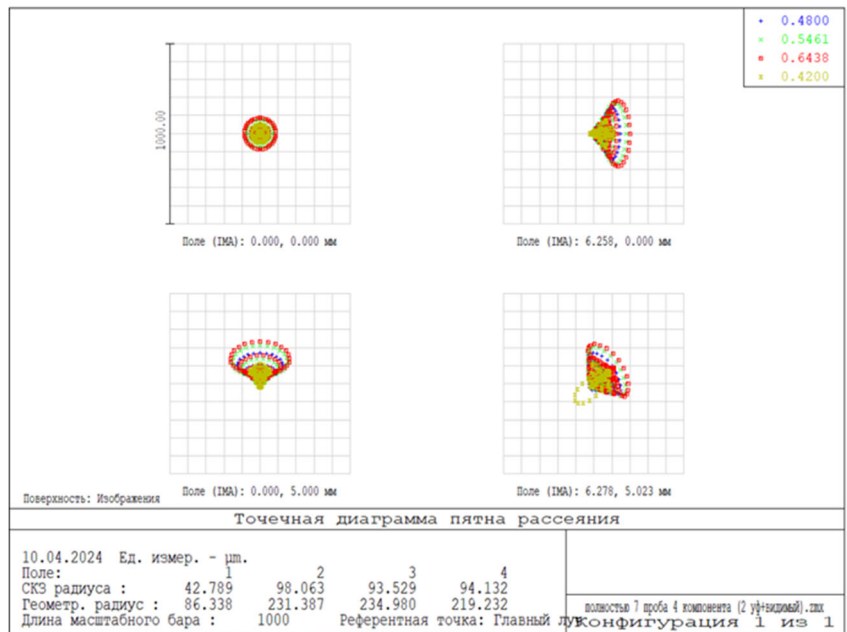 0.4800
0.5461
0.6438
0.4200
1000.00
Поле (IMA): 0.000, 0.000 мм
Поле (IMA): 6.258, 0.000 мм
Поле (IMA): 0.000, 5.000 мм
Поле (IMA): 6.278, 5.023 мм
Поверхность: Изображения
Точечная диаграмма пятна рассеяния
10.04.2024 Ед. измер. - µm.
Поле: 1 2 3 4
СКЗ радиуса : 42.789 98.063 93.529 94.132
Геометр. радиус : 86.338 231.387 234.980 219.232
Длина масштабного бара : 1000 Референтная точка: Главный
полностью 7 проба 4 компонента (2 уф+видимый).zmx
Конфигурация 1 из 1